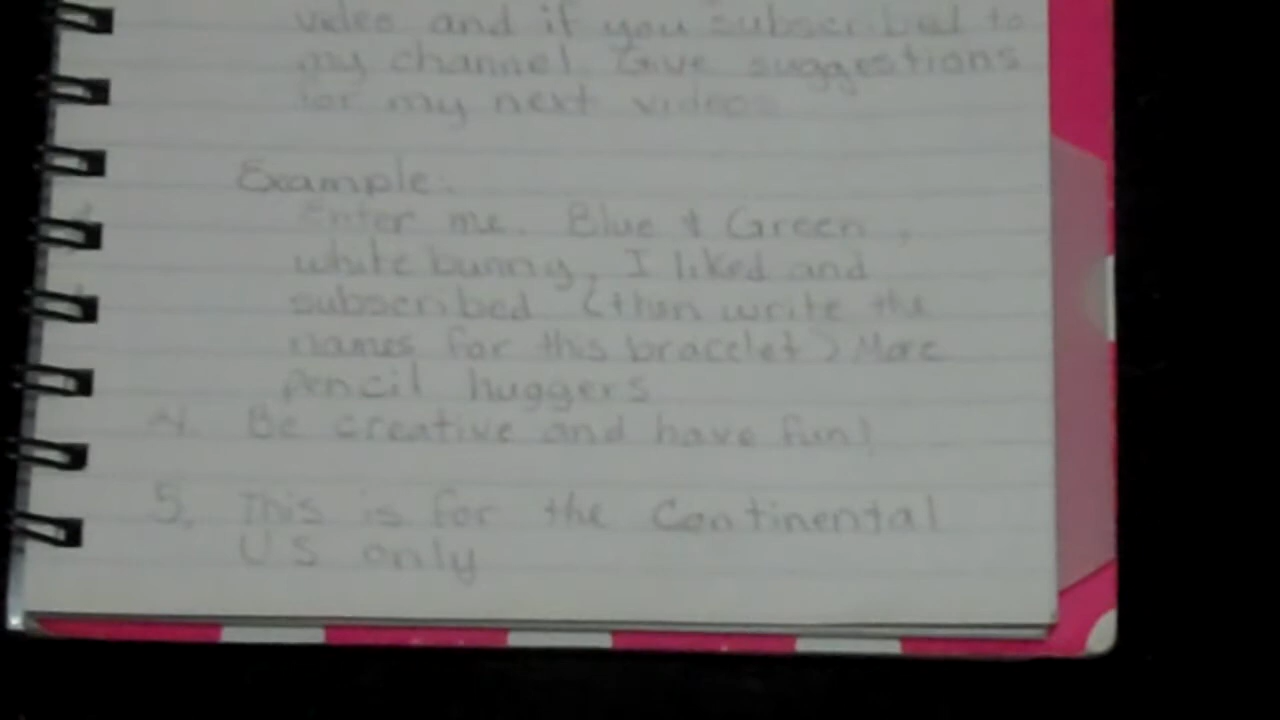 video and if you subscribed to
my channel. Give suggestions
for my next videos
Example:
Enter me. Blue & Green,
white bunny, I liked and
subscribed (then write the
names for this bracelet) More
pencil huggers
4. Be creative and have fun!
5. This is for the Continental
US only